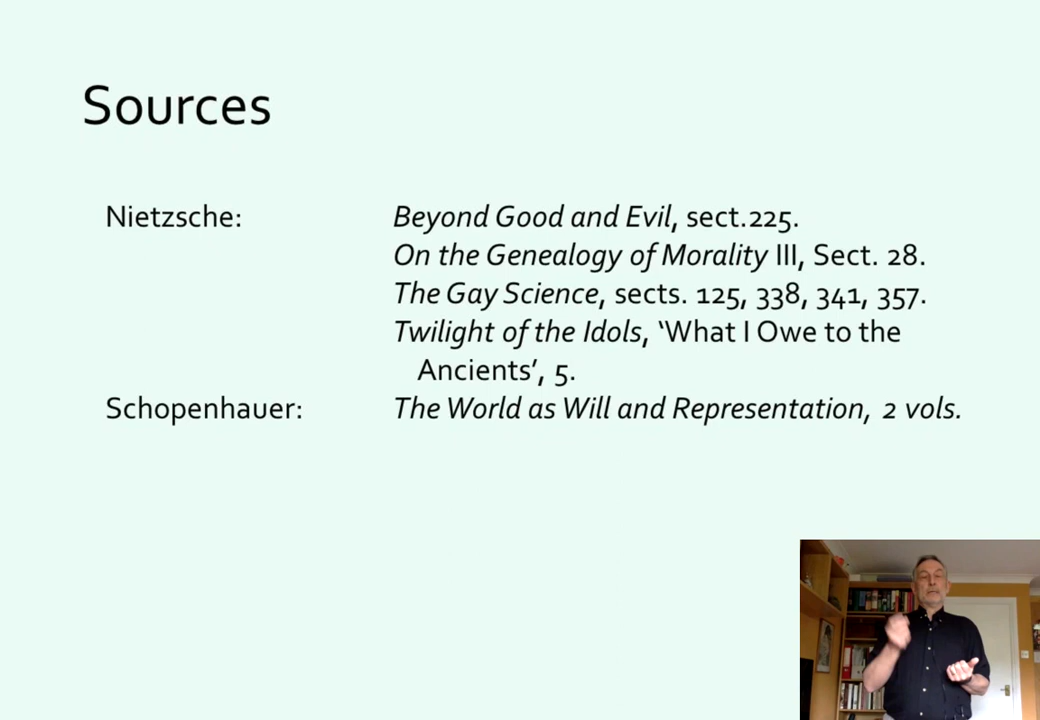 Sources
Nietzsche: Beyond Good and Evil, sect.225.
On the Genealogy of Morality III, Sect. 28.
The Gay Science, sects. 125, 338, 341, 357.
Twilight of the Idols, ‘What I Owe to the
Ancients’, 5.
Schopenhauer: The World as Will and Representation, 2 vols.